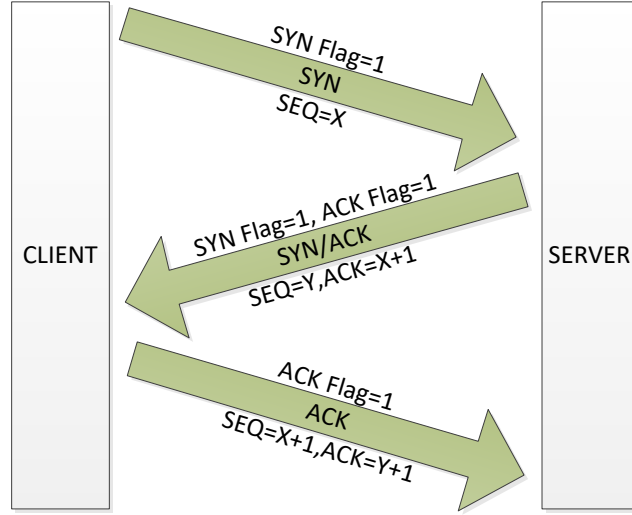 SYN Flag=1
SYN
SEQ=X
SYN Flag=1, ACK Flag=1
SYN/ACK
SEQ=Y,ACK=X+1
CLIENT
SERVER
ACK Flag=1
ACK
SEQ=X+1,ACK=Y+1